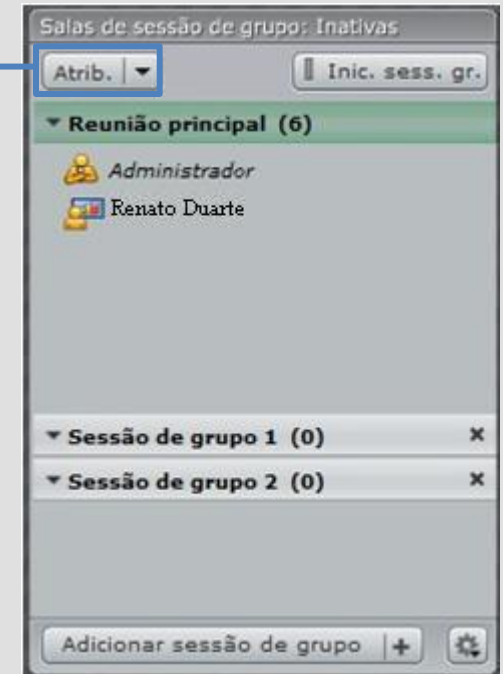 Salas de sessão de grupo: Inativas
Atrib. Inic. sess. gr.
Reunião principal (6)
Administrador
Renato Duarte
Sessão de grupo 1 (0)
Sessão de grupo 2 (0)
Adicionar sessão de grupo +